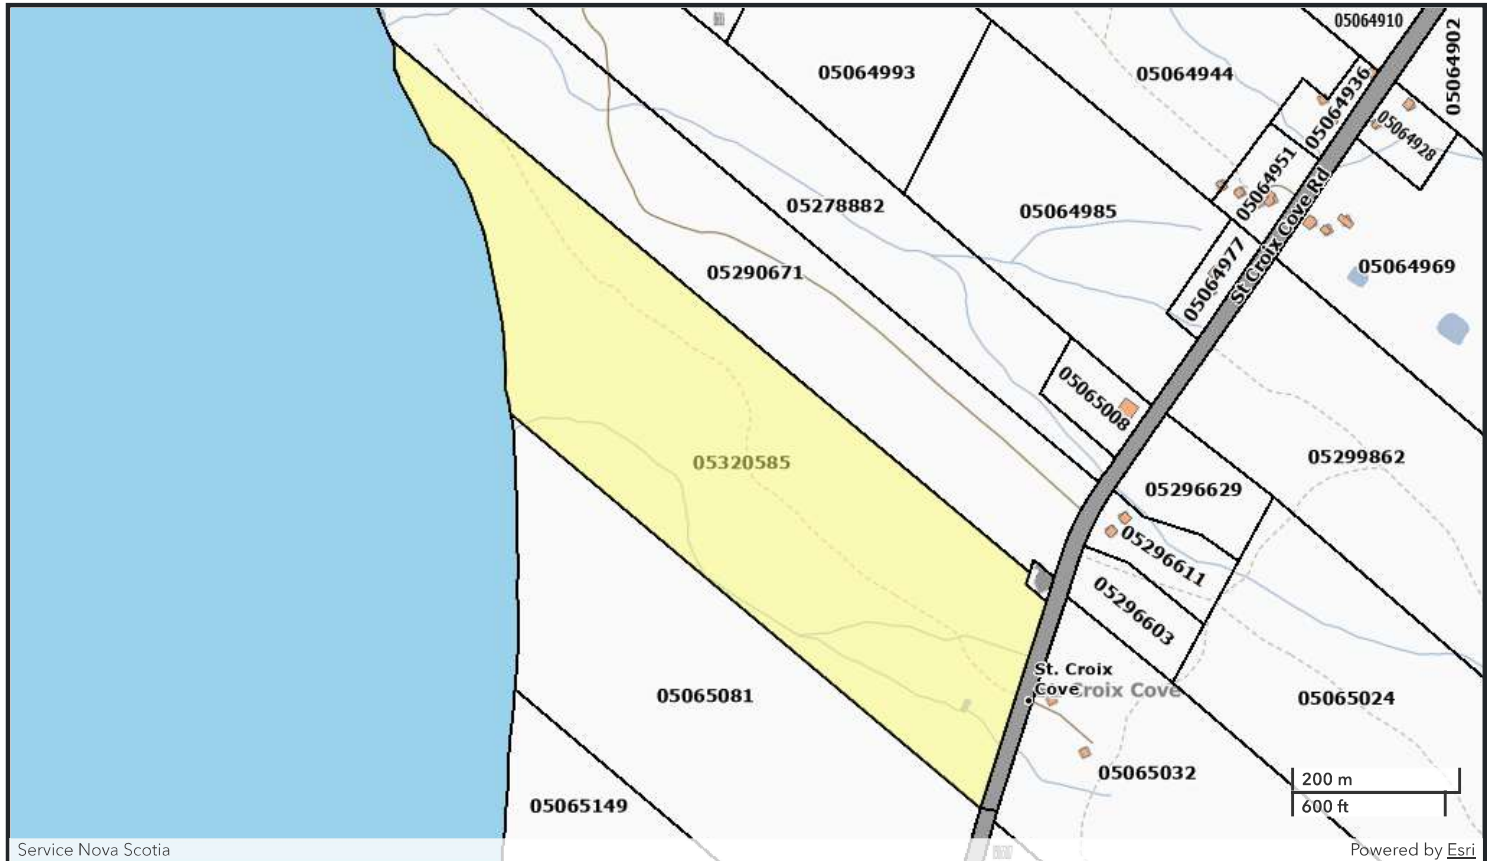 05064910
05064902
05064993
05064944
05064936
05064928
05064951
05278882
05064985
St Croix Cove Rd
05064977
05064969
05290671
05065008
05299862
05320585
05296629
05296611
05296603
St. Croix
Cove
Croix Cove
05065081
05065024
05065032
200 m
05065149
600 ft
Service Nova Scotia
Powered by Esri